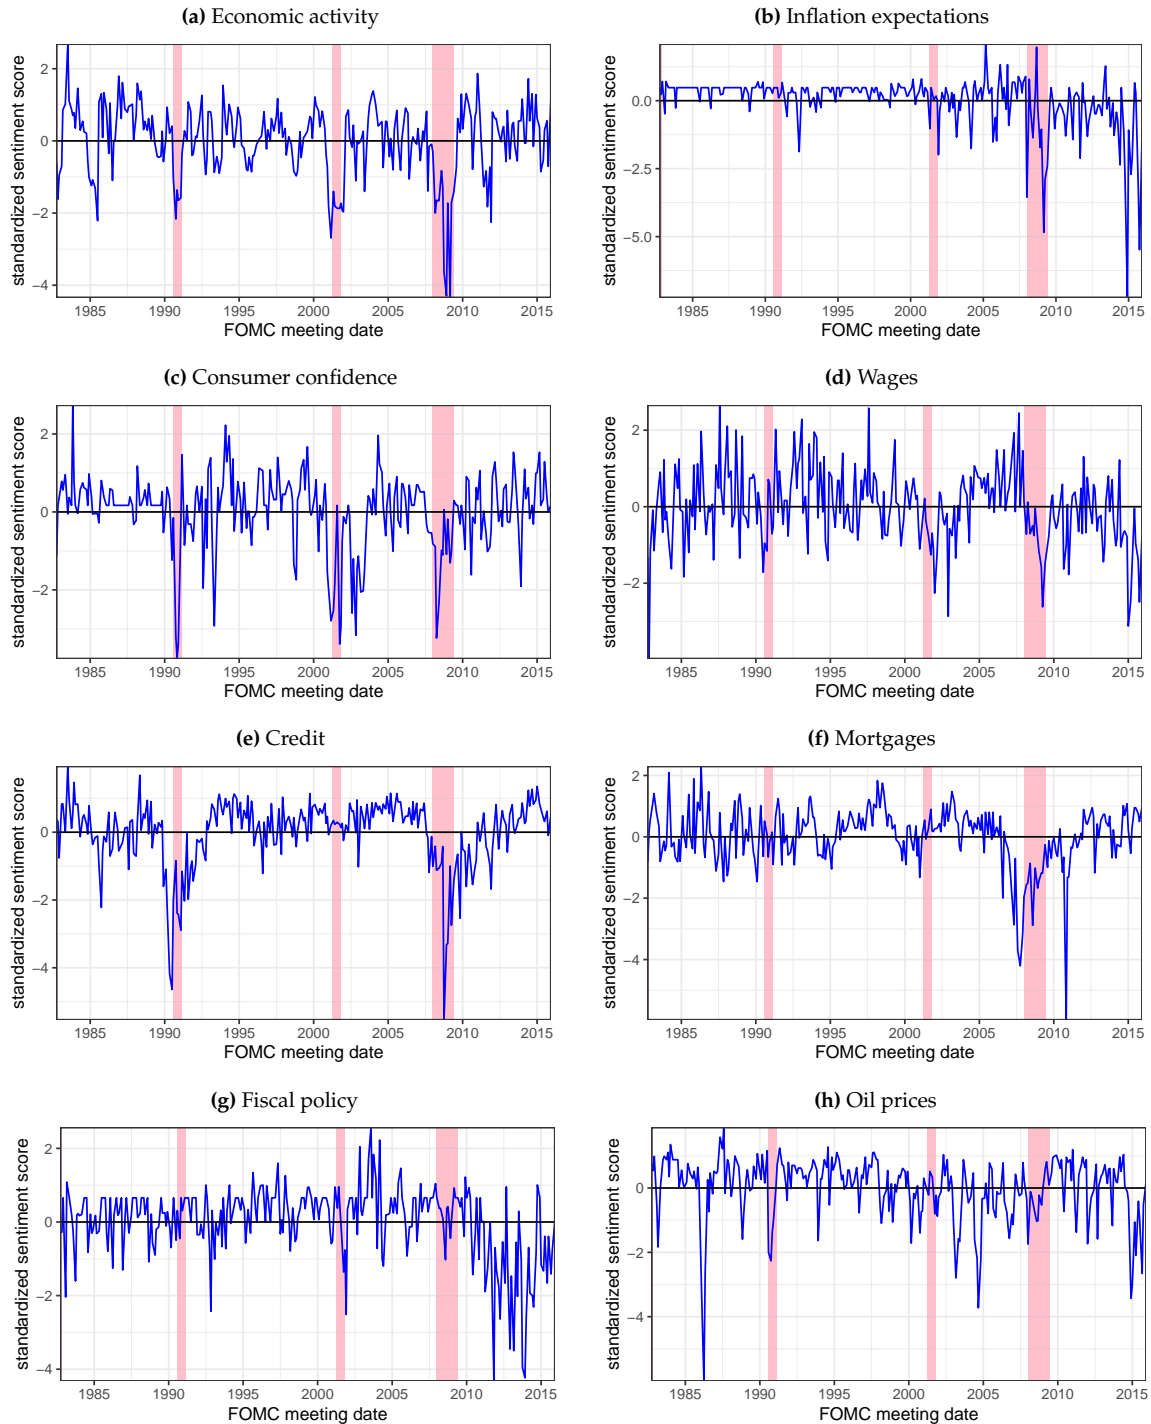 (a) Economic activity
standardized sentiment score
2
0
−2
−4
1985 1990 1995 2000 2005 2010 2015
FOMC meeting date
(b) Inflation expectations
standardized sentiment score
0.0
−2.5
−5.0
1985 1990 1995 2000 2005 2010 2015
FOMC meeting date
(c) Consumer confidence
standardized sentiment score
2
0
−2
1985 1990 1995 2000 2005 2010 2015
FOMC meeting date
(d) Wages
standardized sentiment score
2
0
−2
1985 1990 1995 2000 2005 2010 2015
FOMC meeting date
(e) Credit
standardized sentiment score
0
−2
−4
1985 1990 1995 2000 2005 2010 2015
FOMC meeting date
(f) Mortgages
standardized sentiment score
2
0
−2
−4
1985 1990 1995 2000 2005 2010 2015
FOMC meeting date
(g) Fiscal policy
standardized sentiment score
2
0
−2
−4
1985 1990 1995 2000 2005 2010 2015
FOMC meeting date
(h) Oil prices
standardized sentiment score
0
−2
−4
1985 1990 1995 2000 2005 2010 2015
FOMC meeting date